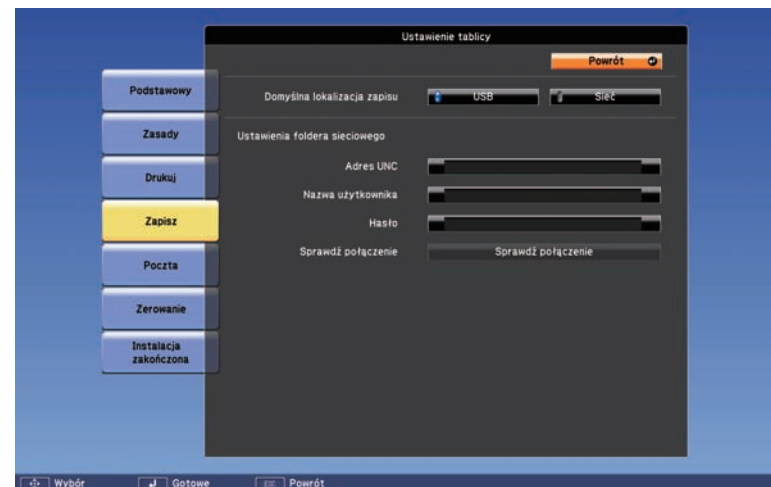 Ustawienie tablicy
Powrót
Podstawowy
Zasady
Drukuj
Zapisz
Poczta
Zerowanie
Instalacja
zakończona
Domyślna lokalizacja zapisu
USB
Sieć
Ustawienia foldera sieciowego
Adres UNC
Nazwa użytkownika
Hasło
Sprawdź połączenie
Sprawdź połączenie
Wybór
Gotowe
Esc
Powrót